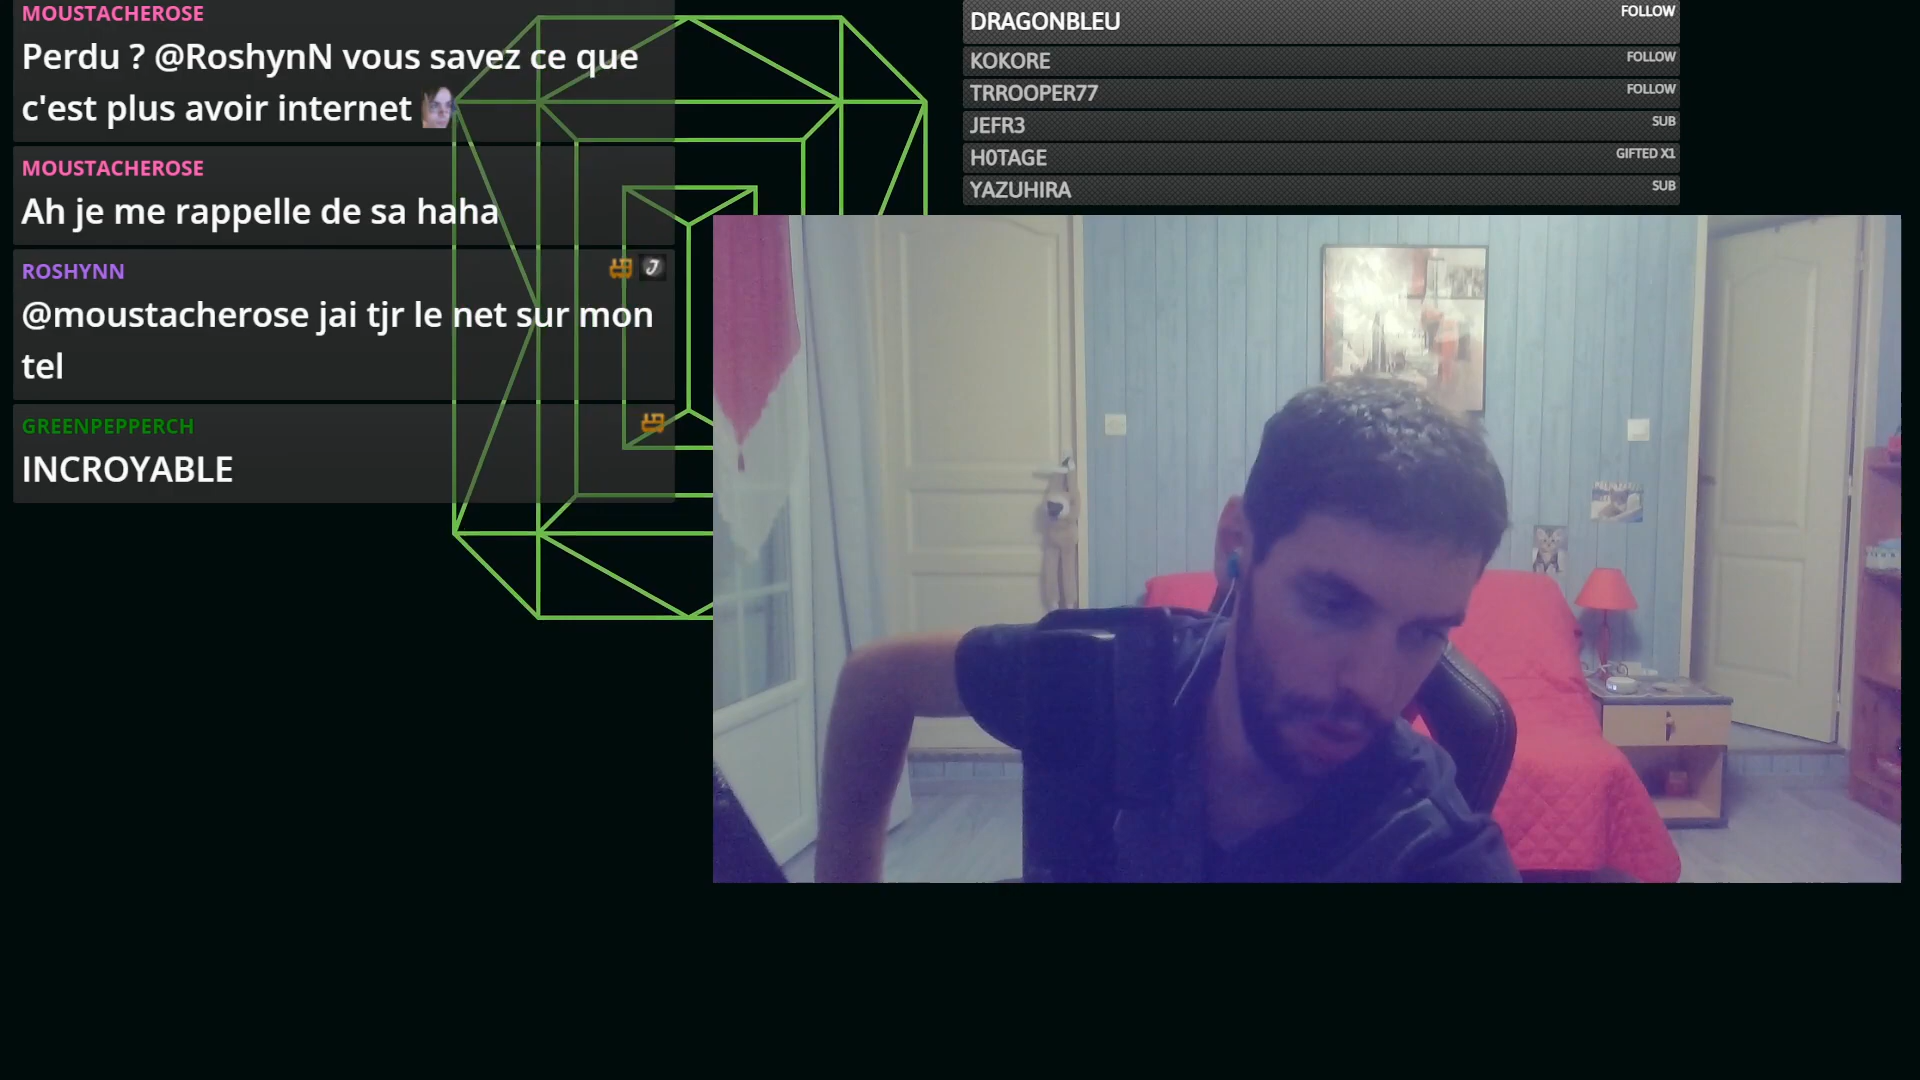 MOUSTACHEROSE
Perdu ? @RoshynN vous savez ce que
c'est plus avoir internet
MOUSTACHEROSE
Ah je me rappelle de sa haha
ROSHYNN
@moustacherose jai tjr le net sur mon
tel
GREENPEPPERCH
INCROYABLE
DRAGONBLEU FOLLOW
KOKORE FOLLOW
TRROOPER77 FOLLOW
JEFR3 SUB
H0TAGE GIFTED X1
YAZUHIRA SUB